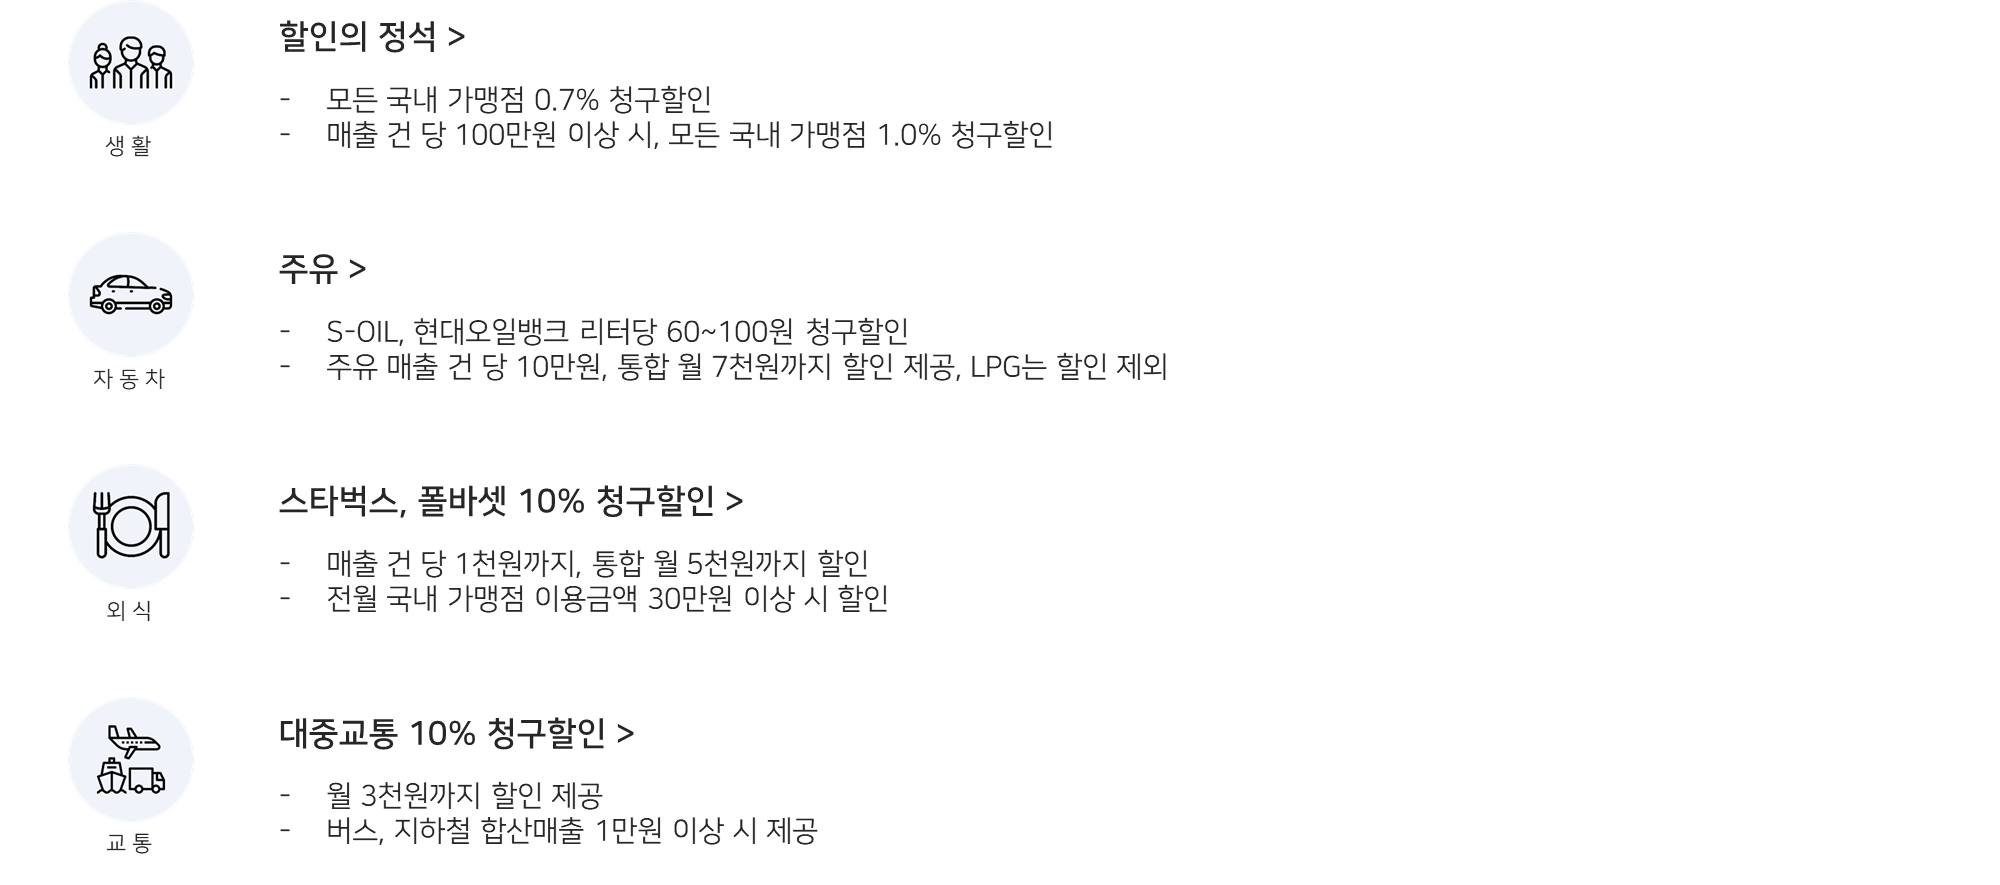 할인의 정석 >
- 모든 국내 가맹점 0.7% 청구할인
- 매출 건 당 100만원 이상 시, 모든 국내 가맹점 1.0% 청구할인
생활
주유 >
- S-OIL, 현대오일뱅크 리터당 60~100원 청구할인
- 주유 매출 건 당 10만원, 통합 월 7천원까지 할인 제공, LPG는 할인 제외
자동차
스타벅스, 폴바셋 10% 청구할인 >
- 매출 건 당 1천원까지, 통합 월 5천원까지 할인
- 전월 국내 가맹점 이용금액 30만원 이상 시 할인
외식
대중교통 10% 청구할인 >
- 월 3천원까지 할인 제공
- 버스, 지하철 합산매출 1만원 이상 시 제공
교통